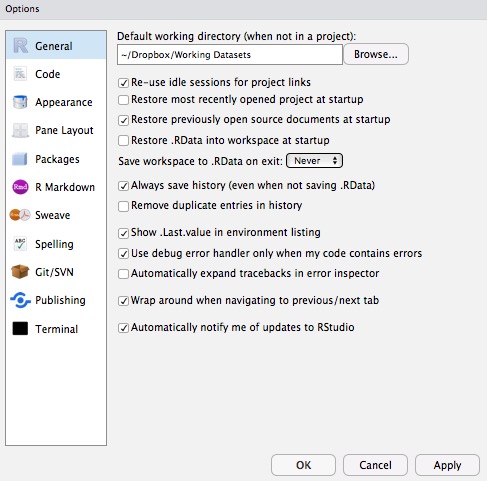 Options
General
Code
Appearance
Pane Layout
Packages
R Markdown
Sweave
Spelling
Git/SVN
Publishing
Terminal
Default working directory (when not in a project):
~/Dropbox/Working Datasets
Browse...
Re-use idle sessions for project links
Restore most recently opened project at startup
Restore previously open source documents at startup
Restore .RData into workspace at startup
Save workspace to .RData on exit: Never
Always save history (even when not saving .RData)
Remove duplicate entries in history
Show .Last.value in environment listing
Use debug error handler only when my code contains errors
Automatically expand tracebacks in error inspector
Wrap around when navigating to previous/next tab
Automatically notify me of updates to RStudio
OK Cancel Apply